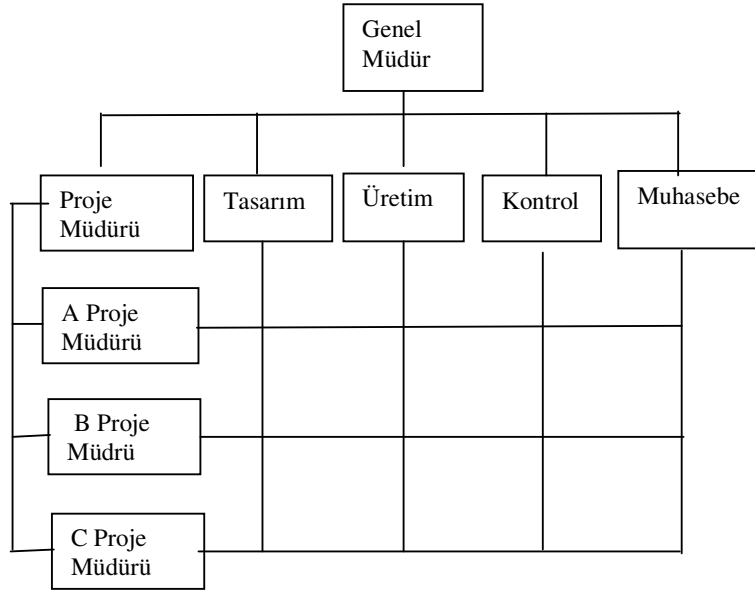 Genel
Müdür
Proje
Müdürü
Tasarım
Üretim
Kontrol
Muhasebe
A Proje
Müdürü
B Proje
Müdrü
C Proje
Müdürü